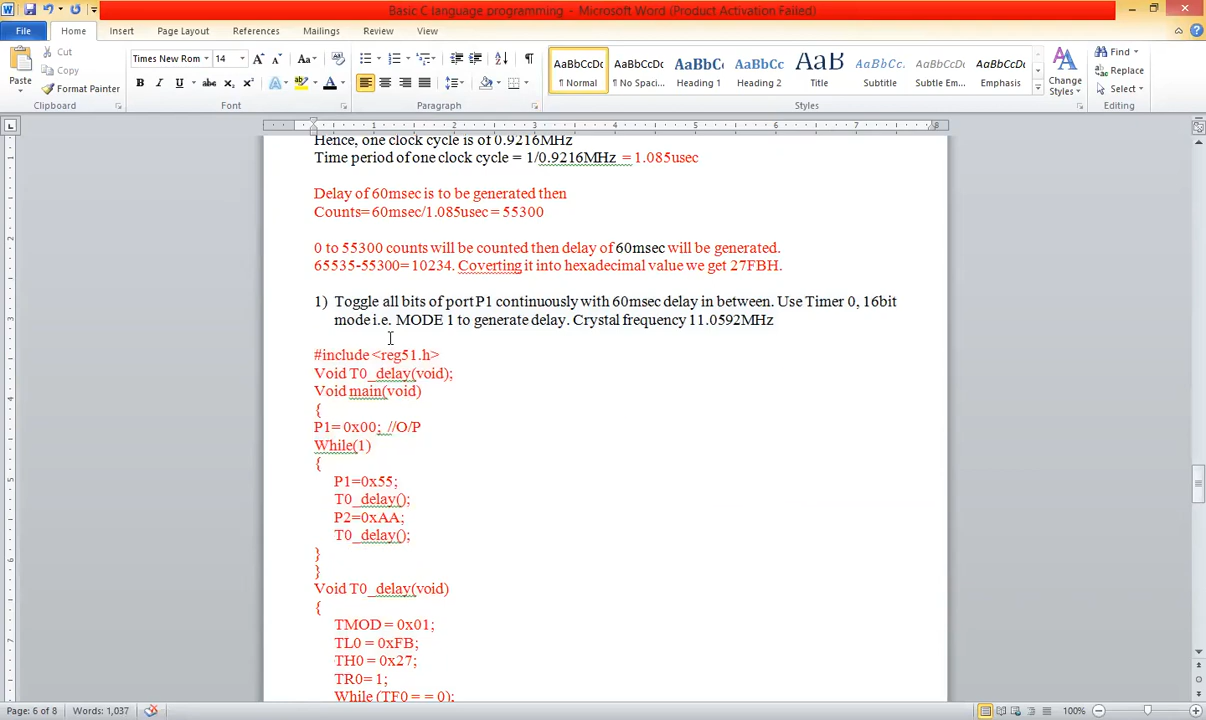 Basic C language programming - Microsoft Word (Product Activation Failed)
File Home Insert Page Layout References Mailings Review View
Paste
Cut
Copy
Format Painter
Clipboard
Times New Rom 14
Font
Paragraph
AaBbCcDc AaBbCcDc AaBbCc AaBbCc AaB AaBbCc. AaBbCcDc AaBbCcDc
¶ Normal ¶ No Spaci... Heading 1 Heading 2 Title Subtitle Subtle Em... Emphasis
Styles
Change Styles
Find
Replace
Select
Editing
Hence, one clock cycle is of 0.9216MHz
Time period of one clock cycle = 1/0.9216MHz = 1.085usec
Delay of 60msec is to be generated then
Counts= 60msec/1.085usec = 55300
0 to 55300 counts will be counted then delay of 60msec will be generated.
65535-55300= 10234. Coverting it into hexadecimal value we get 27FBH.
1) Toggle all bits of port P1 continuously with 60msec delay in between. Use Timer 0, 16bit
mode i.e. MODE 1 to generate delay. Crystal frequency 11.0592MHz
#include <reg51.h>
Void T0_delay(void);
Void main(void)
{
P1= 0x00; //O/P
While(1)
{
P1=0x55;
T0_delay();
P2=0xAA;
T0_delay();
}
}
Void T0_delay(void)
{
TMOD = 0x01;
TL0 = 0xFB;
TH0 = 0x27;
TR0= 1;
While (TF0 = = 0);
Page: 6 of 8 Words: 1,037 100%